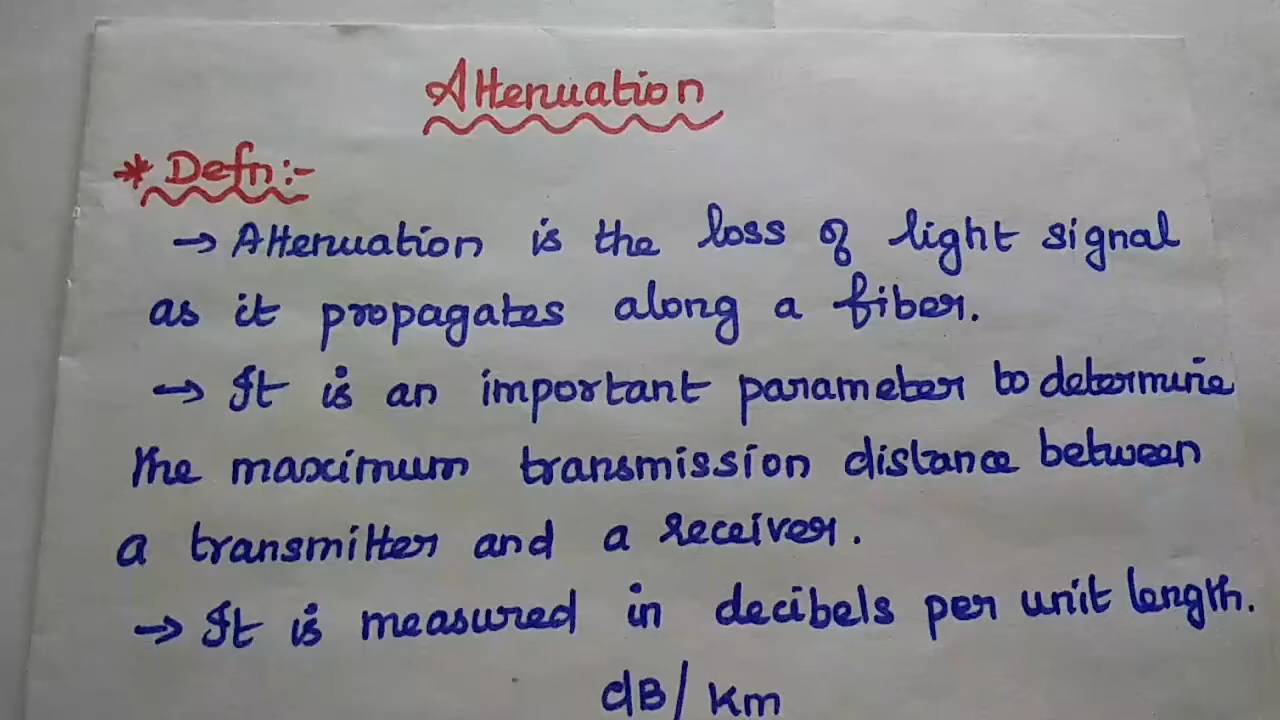 Attenuation
* Defn:-
→ Attenuation is the loss of light signal
as it propagates along a fiber.
→ It is an important parameter to determine
the maximum transmission distance between
a transmitter and a receiver.
→ It is measured in decibels per unit length.
dB/Km